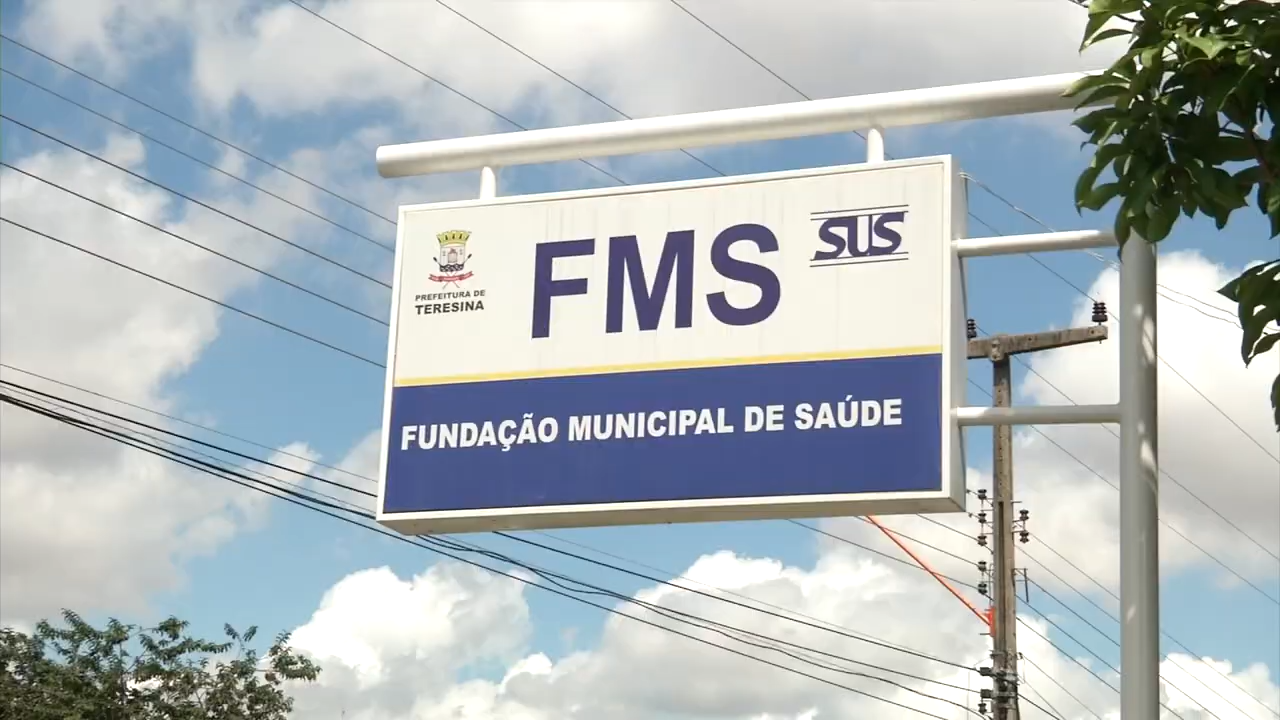 PREFEITURA DE
TERESINA
FMS
SUS
FUNDAÇÃO MUNICIPAL DE SAÚDE